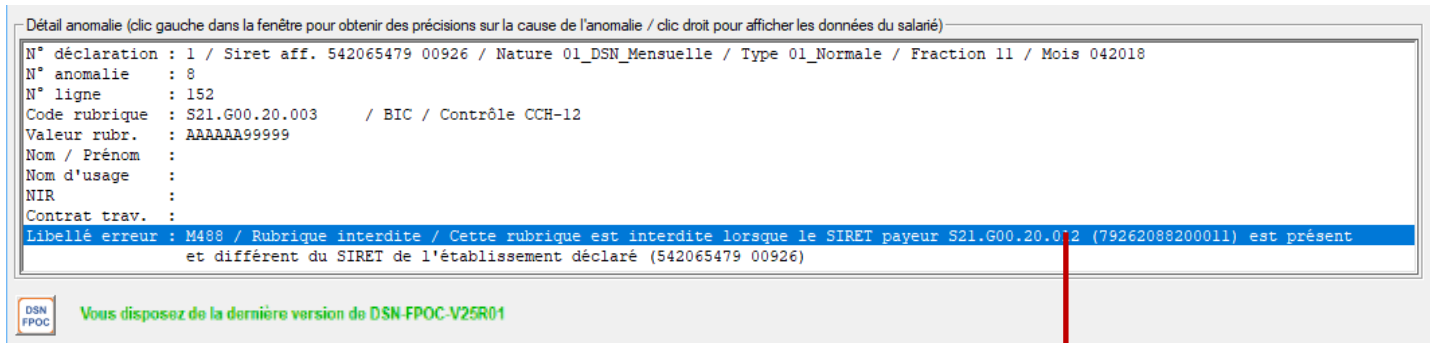 Détail anomalie (clic gauche dans la fenêtre pour obtenir des précisions sur la cause de l'anomalie / clic droit pour afficher les données du salarié)
N° déclaration : 1 / Siret aff. 542065479 00926 / Nature 01_DSN_Mensuelle / Type 01_Normale / Fraction 11 / Mois 042018
N° anomalie : 8
N° ligne : 152
Code rubrique : S21.G00.20.003 / BIC / Contrôle CCH-12
Valeur rubr. : AAAAAA99999
Nom / Prénom :
Nom d'usage :
NIR :
Contrat trav. :
Libellé erreur : M488 / Rubrique interdite / Cette rubrique est interdite lorsque le SIRET payeur S21.G00.20.012 (79262088200011) est présent
et différent du SIRET de l'établissement déclaré (542065479 00926)
DSN
FPOC
Vous disposez de la dernière version de DSN-FPOC-V25R01